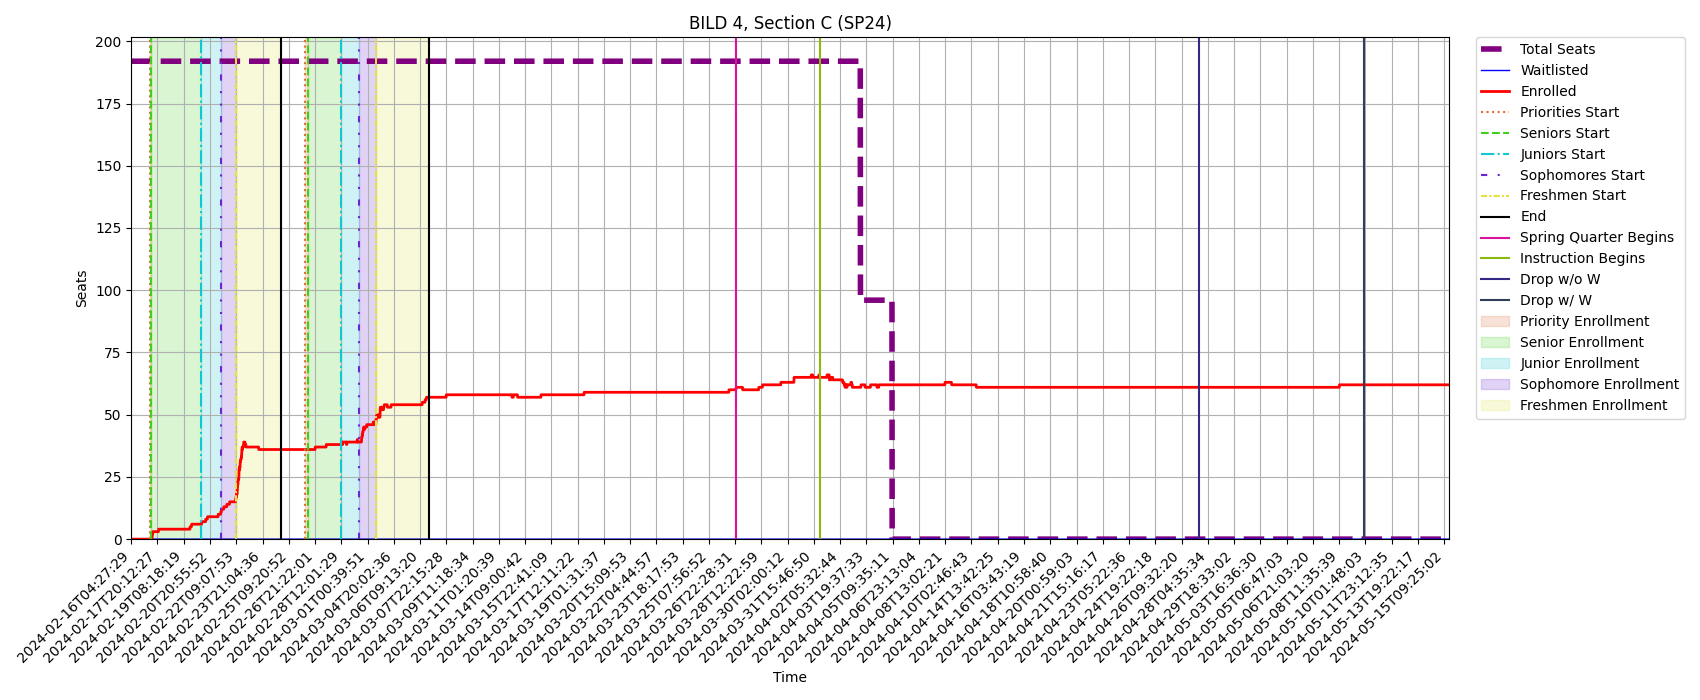 BILD 4, Section C (SP24)
200
175
150
125
100
75
50
25
0
Seats
2024-02-16T04:27:29
2024-02-17T20:12:27
2024-02-19T08:18:19
2024-02-20T20:55:52
2024-02-22T09:07:53
2024-02-23T21:04:36
2024-02-25T09:20:52
2024-02-26T21:22:01
2024-02-28T12:01:29
2024-03-01T00:39:51
2024-03-04T20:02:36
2024-03-06T09:13:20
2024-03-07T22:15:28
2024-03-09T11:18:34
2024-03-11T01:20:39
2024-03-14T09:00:42
2024-03-15T22:41:09
2024-03-17T12:11:22
2024-03-19T01:31:37
2024-03-20T15:09:53
2024-03-22T04:44:57
2024-03-23T18:17:53
2024-03-25T07:56:52
2024-03-26T22:28:31
2024-03-28T12:22:59
2024-03-30T02:00:12
2024-03-31T15:46:50
2024-04-02T05:32:44
2024-04-03T19:37:33
2024-04-05T09:35:11
2024-04-06T23:13:04
2024-04-08T13:02:21
2024-04-10T02:46:43
2024-04-14T13:42:25
2024-04-16T03:43:19
2024-04-18T10:58:40
2024-04-20T00:59:03
2024-04-21T15:16:17
2024-04-23T05:22:36
2024-04-24T19:22:18
2024-04-26T09:32:20
2024-04-28T04:35:34
2024-04-29T18:33:02
2024-05-03T16:36:30
2024-05-05T06:47:03
2024-05-06T21:03:20
2024-05-08T11:35:39
2024-05-10T01:48:03
2024-05-11T23:12:35
2024-05-13T19:22:17
2024-05-15T09:25:02
Time
Total Seats
Waitlisted
Enrolled
Priorities Start
Seniors Start
Juniors Start
Sophomores Start
Freshmen Start
End
Spring Quarter Begins
Instruction Begins
Drop w/o W
Drop w/ W
Priority Enrollment
Senior Enrollment
Junior Enrollment
Sophomore Enrollment
Freshmen Enrollment